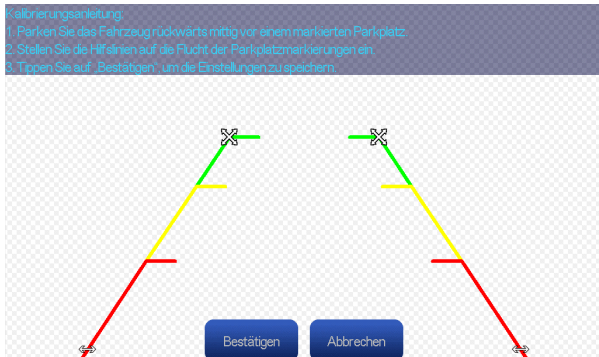 Kalibrierungsanleitung:
1. Parken Sie das Fahrzeug rückwärts mittig vor einem markierten Parkplatz.
2. Stellen Sie die Hilfslinien auf die Flucht der Parkplatzmarkierungen ein.
3. Tippen Sie auf „Bestätigen“, um die Einstellungen zu speichern.
Bestätigen Abbrechen